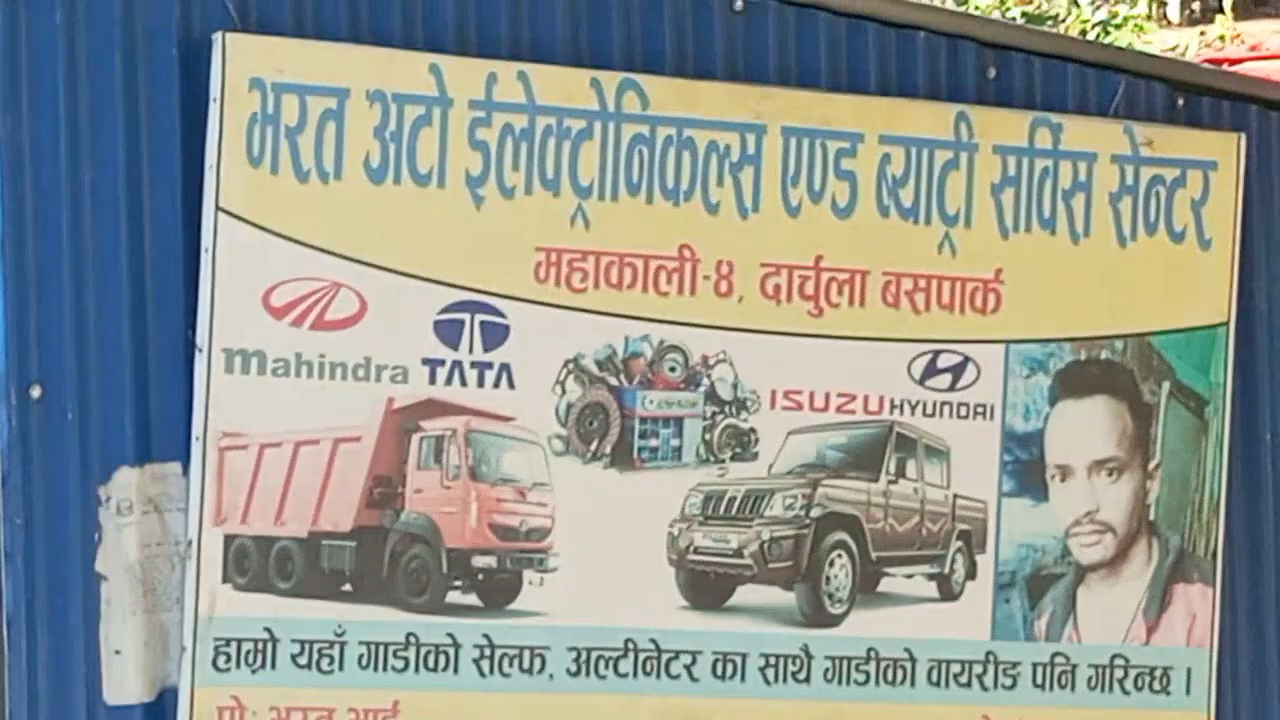 भरत अटो ईलेक्ट्रोनिकल्स एण्ड ब्याट्री सर्विस सेन्टर
महाकाली-४, दार्चुला बसपार्क
mahindra TATA ISUZU HYUNDAI
हाम्रो यहाँ गाडीको सेल्फ, अल्टीनेटर का साथै गाडीको वायरीङ पनि गरिन्छ ।
प्रो: भरत भाई